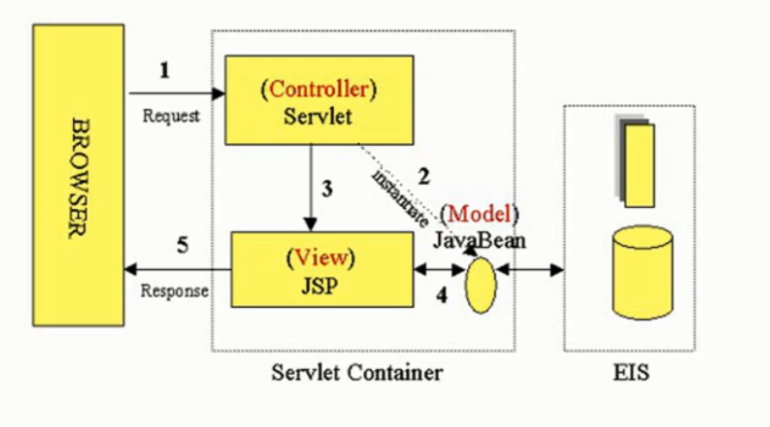 BROWSER
1
Request
(Controller)
Servlet
2
instantiate
3
(Model)
JavaBean
(View)
JSP
4
5
Response
Servlet Container
EIS